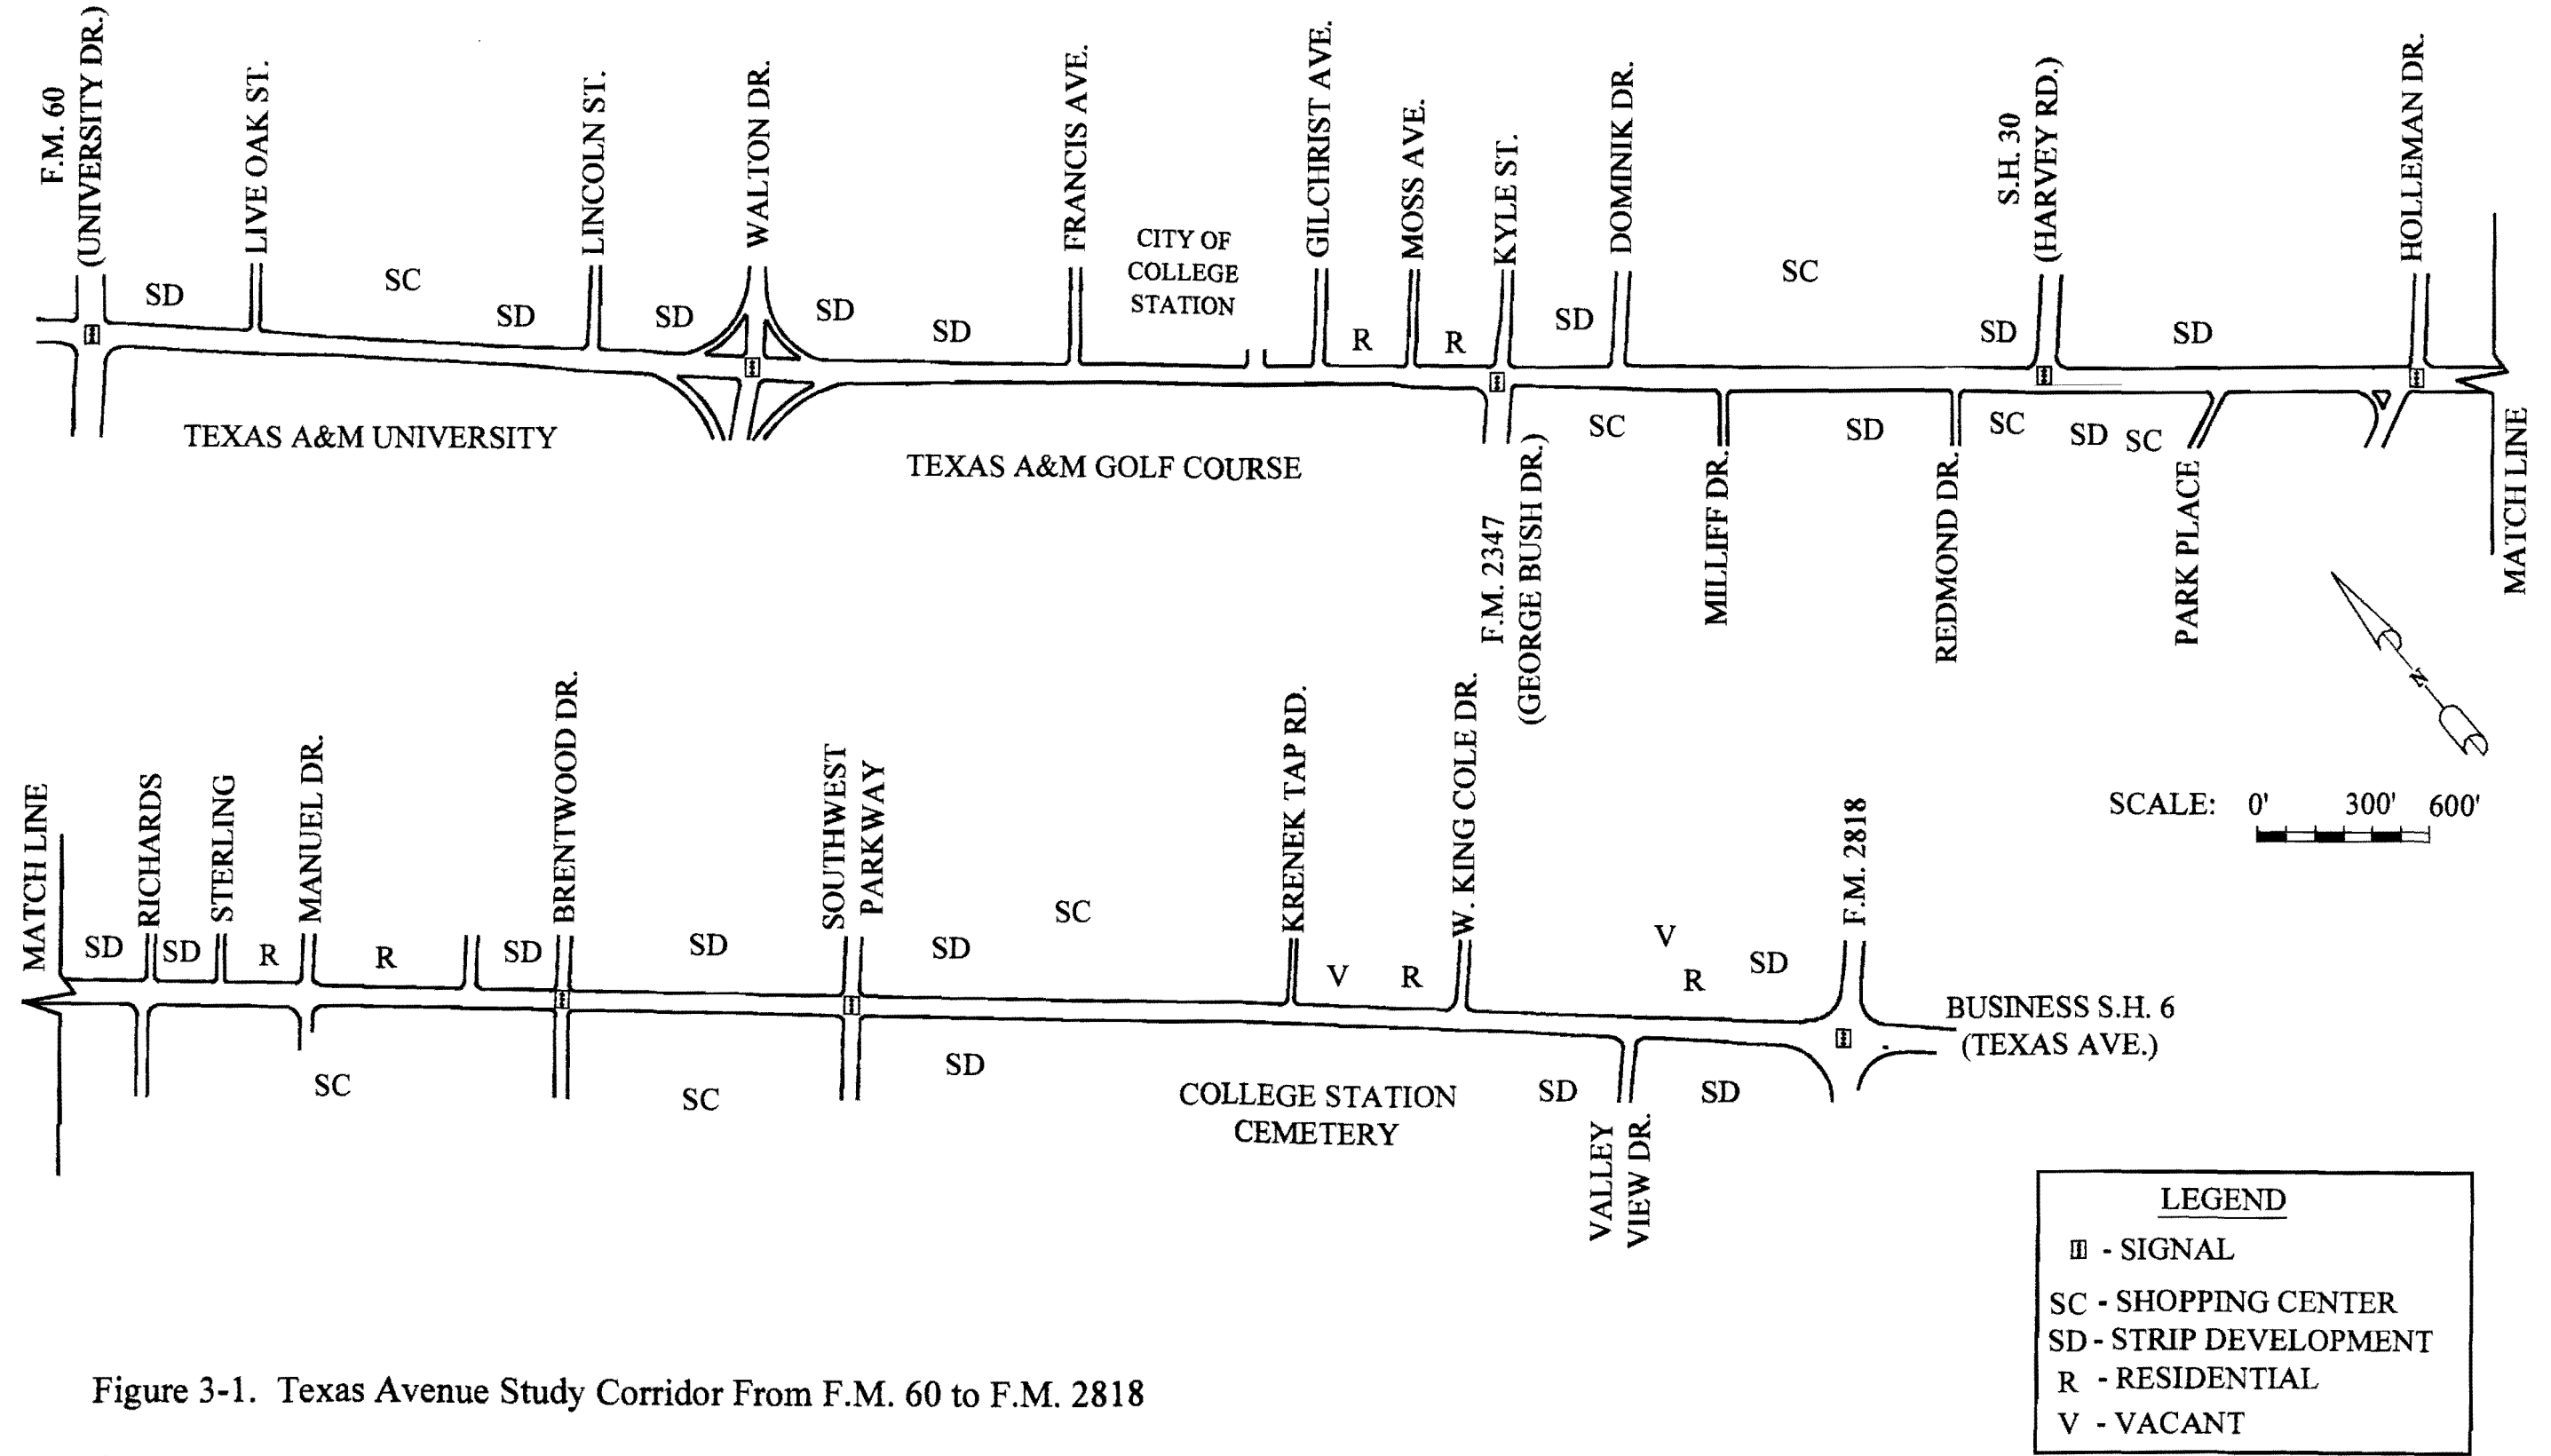 F.M. 60
(UNIVERSITY DR.)
LIVE OAK ST.
LINCOLN ST.
WALTON DR.
FRANCIS AVE.
CITY OF
COLLEGE
STATION
GILCHRIST AVE.
MOSS AVE.
KYLE ST.
DOMINIK DR.
S.H. 30
(HARVEY RD.)
HOLLEMAN DR.
SD
SC
SD
SD
SD
SD
R
R
SD
SC
SD
SD
TEXAS A&M UNIVERSITY
TEXAS A&M GOLF COURSE
F.M. 2347
(GEORGE BUSH DR.)
SC
MILLIFF DR.
SD
REDMOND DR.
SC
SD
SC
PARK PLACE
MATCH LINE
N
SCALE: 0' 300' 600'
MATCH LINE
RICHARDS
STERLING
MANUEL DR.
BRENTWOOD DR.
SOUTHWEST
PARKWAY
KRENEK TAP RD.
W. KING COLE DR.
F.M. 2818
SD
SD
R
R
SD
SD
SD
SC
V
R
V
R
SD
BUSINESS S.H. 6
(TEXAS AVE.)
SC
SC
SD
COLLEGE STATION
CEMETERY
SD
VALLEY
VIEW DR.
SD
LEGEND
- SIGNAL
SC - SHOPPING CENTER
SD - STRIP DEVELOPMENT
R - RESIDENTIAL
V - VACANT
Figure 3-1. Texas Avenue Study Corridor From F.M. 60 to F.M. 2818